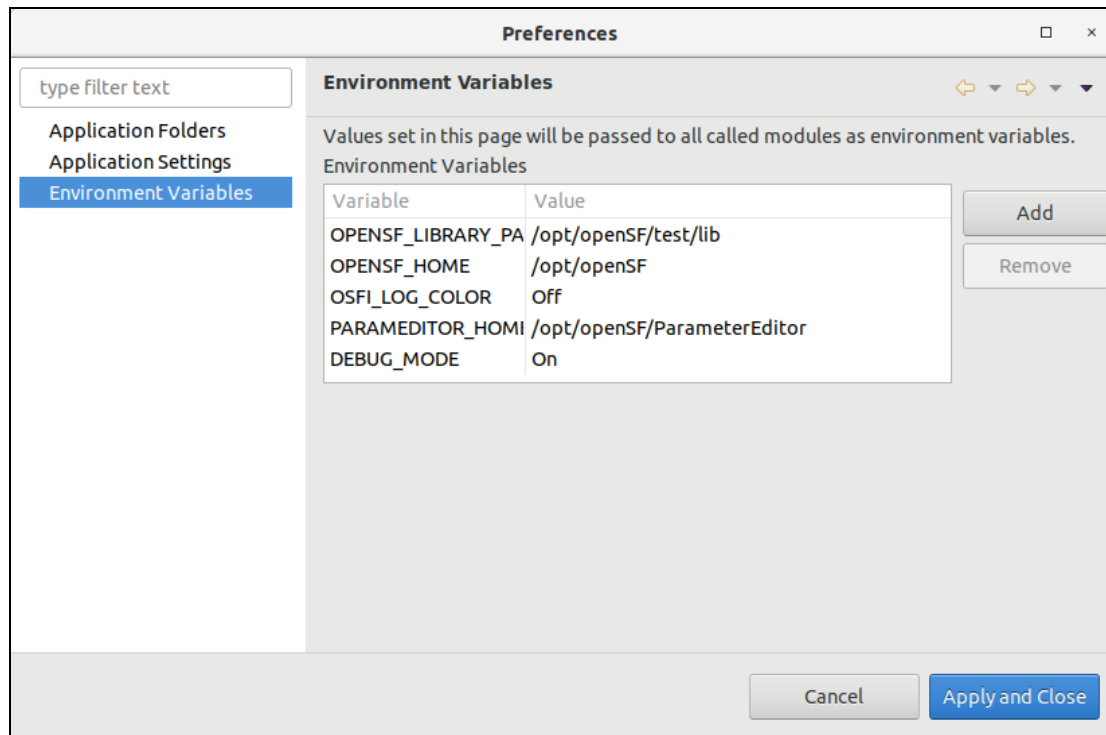 Preferences
type filter text
Application Folders
Application Settings
Environment Variables
Environment Variables
Values set in this page will be passed to all called modules as environment variables.
Environment Variables
Variable Value
OPENSF_LIBRARY_PA /opt/openSF/test/lib
OPENSF_HOME /opt/openSF
OSFI_LOG_COLOR Off
PARAMEDITOR_HOME /opt/openSF/ParameterEditor
DEBUG_MODE On
Add
Remove
Cancel
Apply and Close